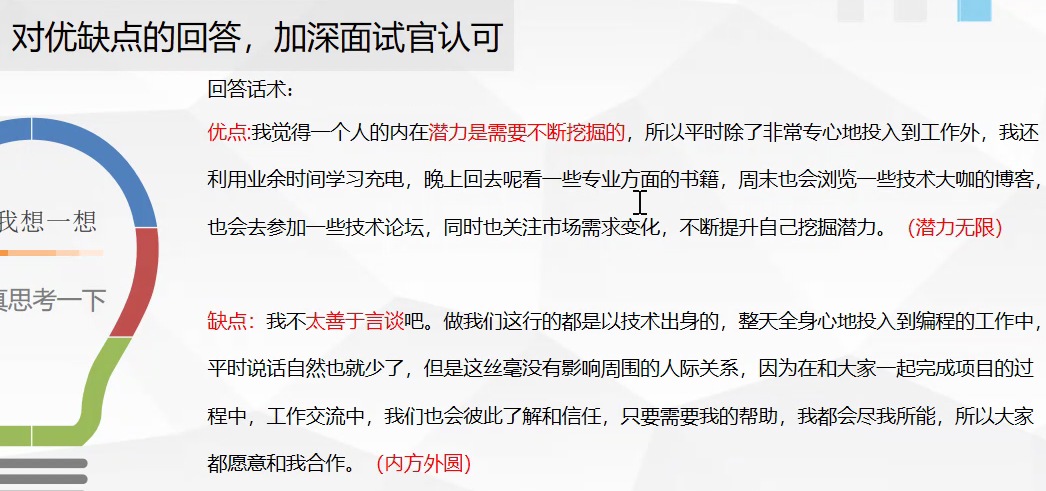 对优缺点的回答，加深面试官认可
回答话术：
优点:我觉得一个人的内在潜力是需要不断挖掘的，所以平时除了非常专心地投入到工作外，我还
利用业余时间学习充电，晚上回去呢看一些专业方面的书籍，周末也会浏览一些技术大咖的博客，
也会去参加一些技术论坛，同时也关注市场需求变化，不断提升自己挖掘潜力。（潜力无限）
我想一想
真思考一下
缺点：我不太善于言谈吧。做我们这行的都是以技术出身的，整天全身心地投入到编程的工作中，
平时说话自然也就少了，但是这丝毫没有影响周围的人际关系，因为在和大家一起完成项目的过
程中，工作交流中，我们也会彼此了解和信任，只要需要我的帮助，我都会尽我所能，所以大家
都愿意和我合作。（内方外圆）